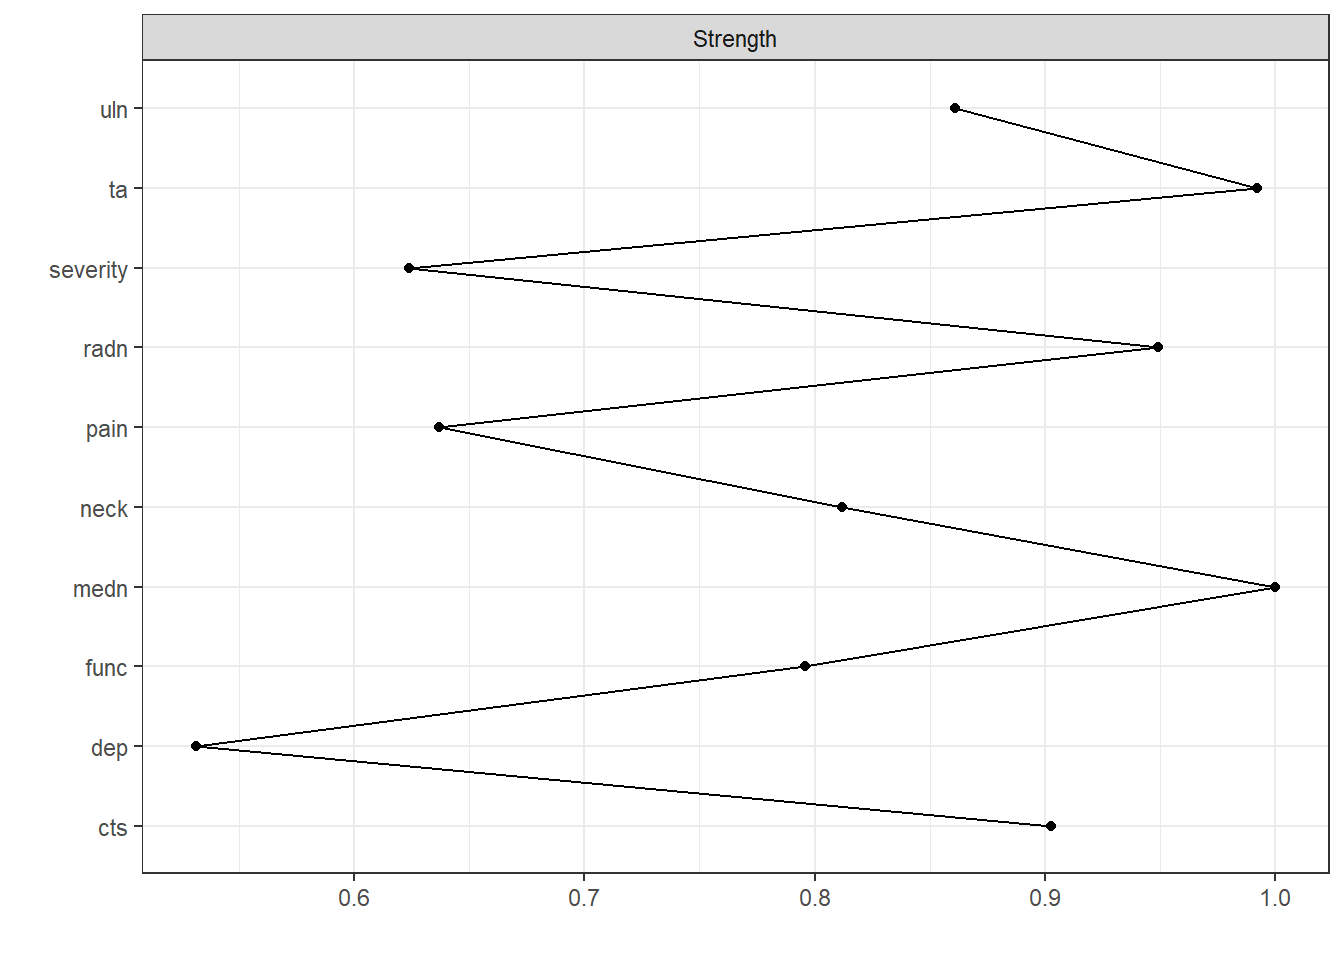 Strength
uln
ta
severity
radn
pain
neck
medn
func
dep
cts
0.6 0.7 0.8 0.9 1.0